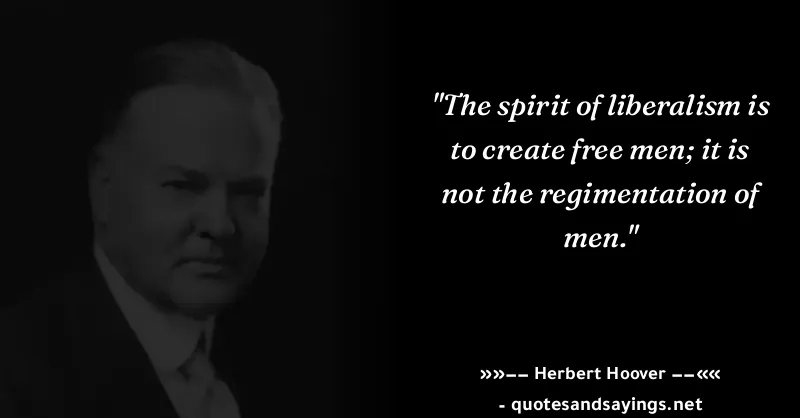 "The spirit of liberalism is
to create free men; it is
not the regimentation of
men."
»»−− Herbert Hoover −−««
- quotesandsayings.net